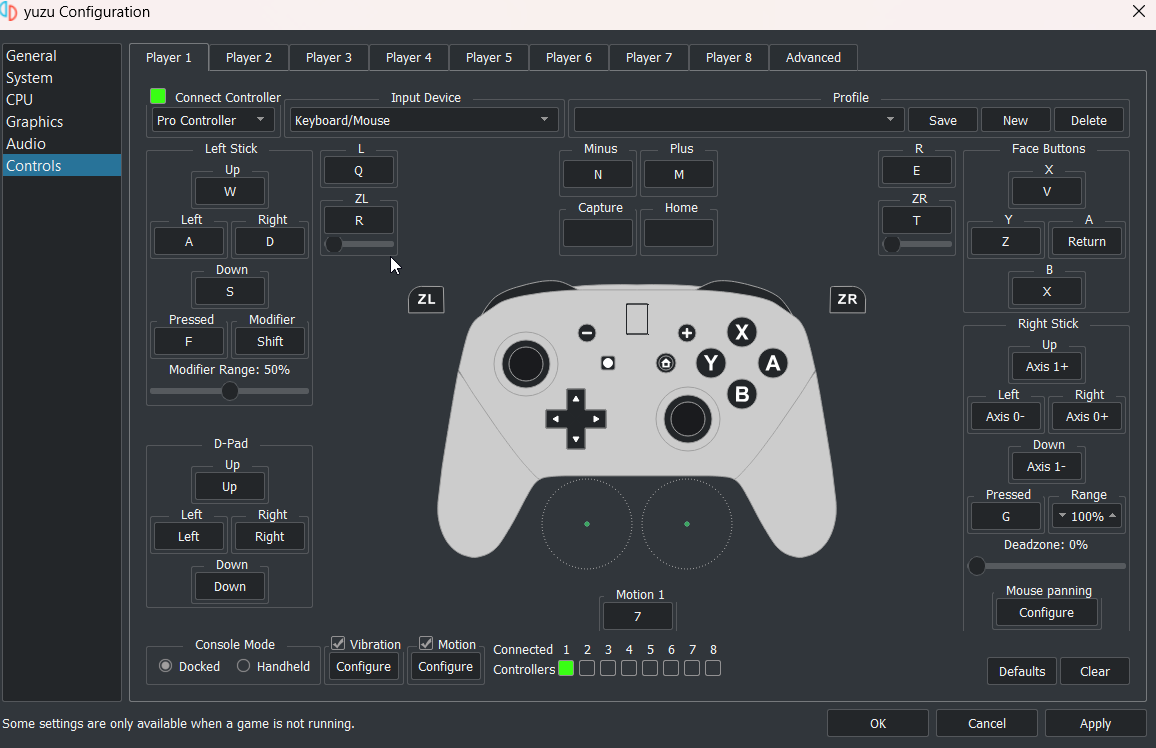 yuzu Configuration
General
System
CPU
Graphics
Audio
Controls
Player 1 Player 2 Player 3 Player 4 Player 5 Player 6 Player 7 Player 8 Advanced
Connect Controller Input Device Profile
Pro Controller Keyboard/Mouse Save New Delete
Left Stick
Up
W
Left Right
A D
Down
S
Pressed Modifier
F Shift
Modifier Range: 50%
D-Pad
Up
Up
Left Right
Left Right
Down
Down
L
Q
ZL
R
Minus Plus
N M
Capture Home
R
E
ZR
T
ZL ZR
X
Y A
B
Face Buttons
X
V
Y A
Z Return
B
X
Right Stick
Up
Axis 1+
Left Right
Axis 0- Axis 0+
Down
Axis 1-
Pressed Range
G 100%
Deadzone: 0%
Mouse panning
Configure
Motion 1
7
Console Mode
Docked Handheld
Vibration
Configure
Motion
Configure
Connected 1 2 3 4 5 6 7 8
Controllers
Defaults Clear
Some settings are only available when a game is not running.
OK Cancel Apply